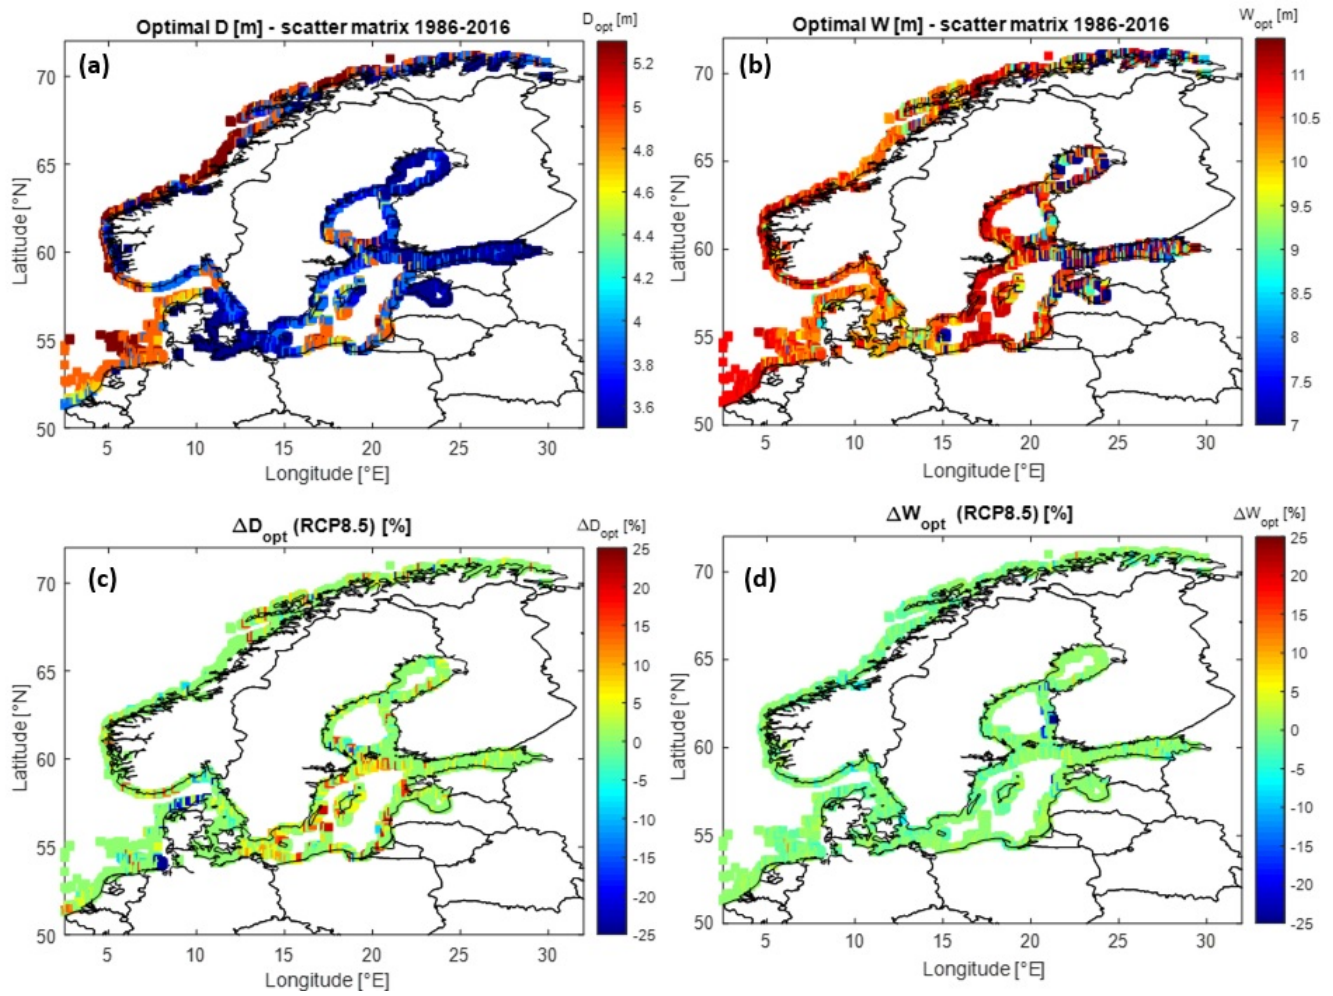 Optimal D [m] - scatter matrix 1986-2016
D_opt [m]
(a)
70
65
60
55
50
Latitude [°N]
5 10 15 20 25 30
Longitude [°E]
5.2
5
4.8
4.6
4.4
4.2
4
3.8
3.6
Optimal W [m] - scatter matrix 1986-2016
W_opt [m]
(b)
70
65
60
55
50
Latitude [°N]
5 10 15 20 25 30
Longitude [°E]
11
10.5
10
9.5
9
8.5
8
7.5
7
ΔD_opt (RCP8.5) [%]
ΔD_opt [%]
(c)
70
65
60
55
50
Latitude [°N]
5 10 15 20 25 30
Longitude [°E]
25
20
15
10
5
0
-5
-10
-15
-20
-25
ΔW_opt (RCP8.5) [%]
ΔW_opt [%]
(d)
70
65
60
55
50
Latitude [°N]
5 10 15 20 25 30
Longitude [°E]
25
20
15
10
5
0
-5
-10
-15
-20
-25